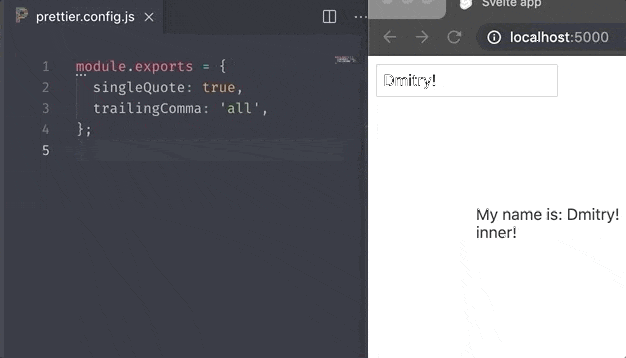 prettier.config.js
1 module.exports = {
2 singleQuote: true,
3 trailingComma: 'all',
4 };
5
Svelte app
localhost:5000
Dmitry!
My name is: Dmitry!
inner!